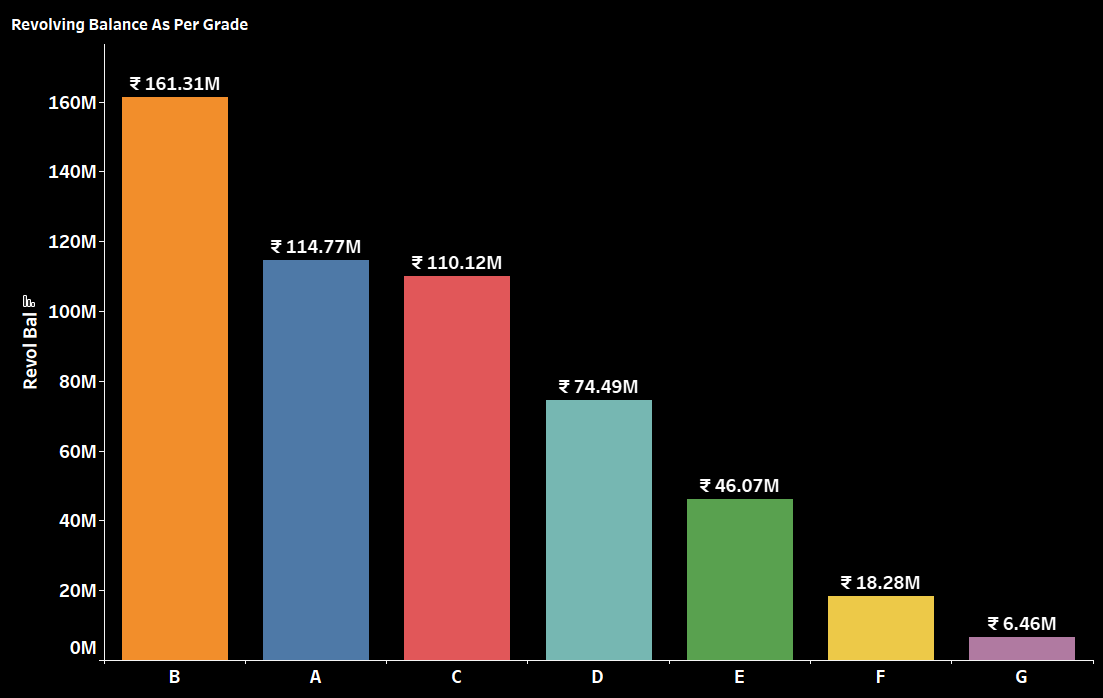 Revolving Balance As Per Grade
Revol Bal
160M
140M
120M
100M
80M
60M
40M
20M
0M
₹ 161.31M
₹ 114.77M
₹ 110.12M
₹ 74.49M
₹ 46.07M
₹ 18.28M
₹ 6.46M
B
A
C
D
E
F
G